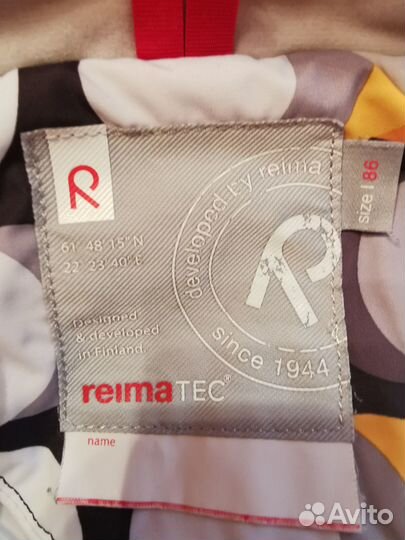 R
developed by reima
since 1944
61° 48' 15" N
22° 23' 40" E
size | 86
Designed
& developed
in Finland.
reimaTEC®
name
Avito